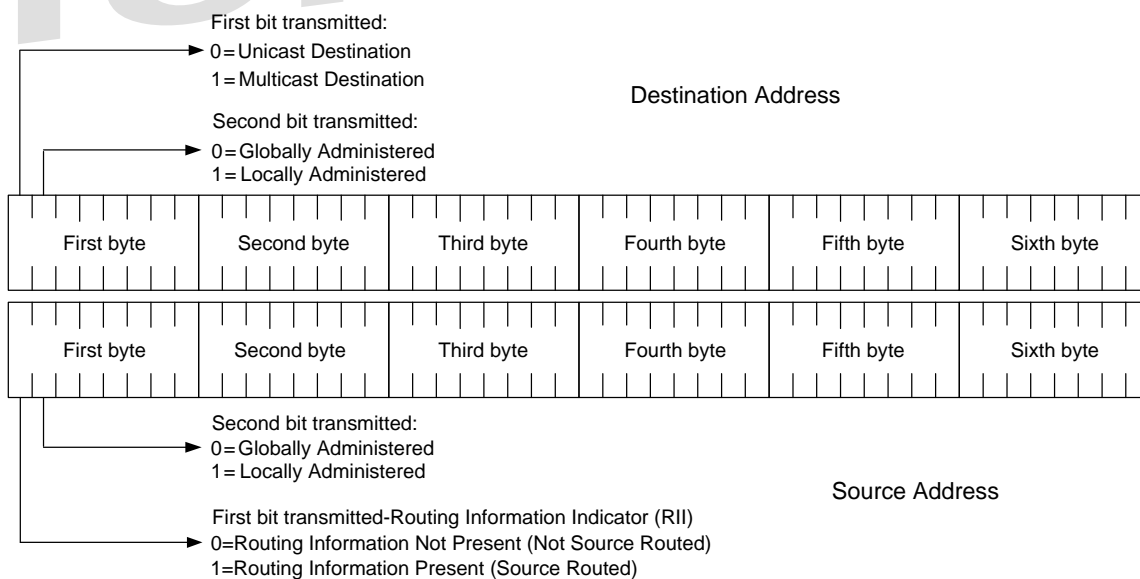 First bit transmitted:
0=Unicast Destination
1=Multicast Destination
Destination Address
Second bit transmitted:
0=Globally Administered
1=Locally Administered
First byte Second byte Third byte Fourth byte Fifth byte Sixth byte
First byte Second byte Third byte Fourth byte Fifth byte Sixth byte
Second bit transmitted:
0=Globally Administered
1=Locally Administered
Source Address
First bit transmitted-Routing Information Indicator (RII)
0=Routing Information Not Present (Not Source Routed)
1=Routing Information Present (Source Routed)